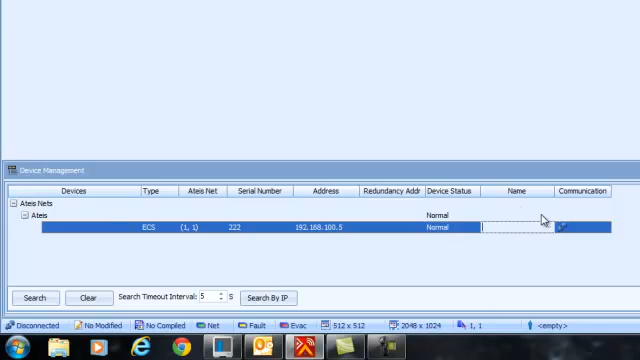 Device Management
Devices Type Ateis Net Serial Number Address Redundancy Addr Device Status Name Communication
Ateis Nets
Ateis Normal
ECS (1, 1) 222 192.168.100.5 Normal
Search Clear Search Timeout Interval: 5 S Search By IP
Disconnected No Modified No Compiled Net Fault Evac 512 x 512 2048 x 1024 1, 1 <empty>